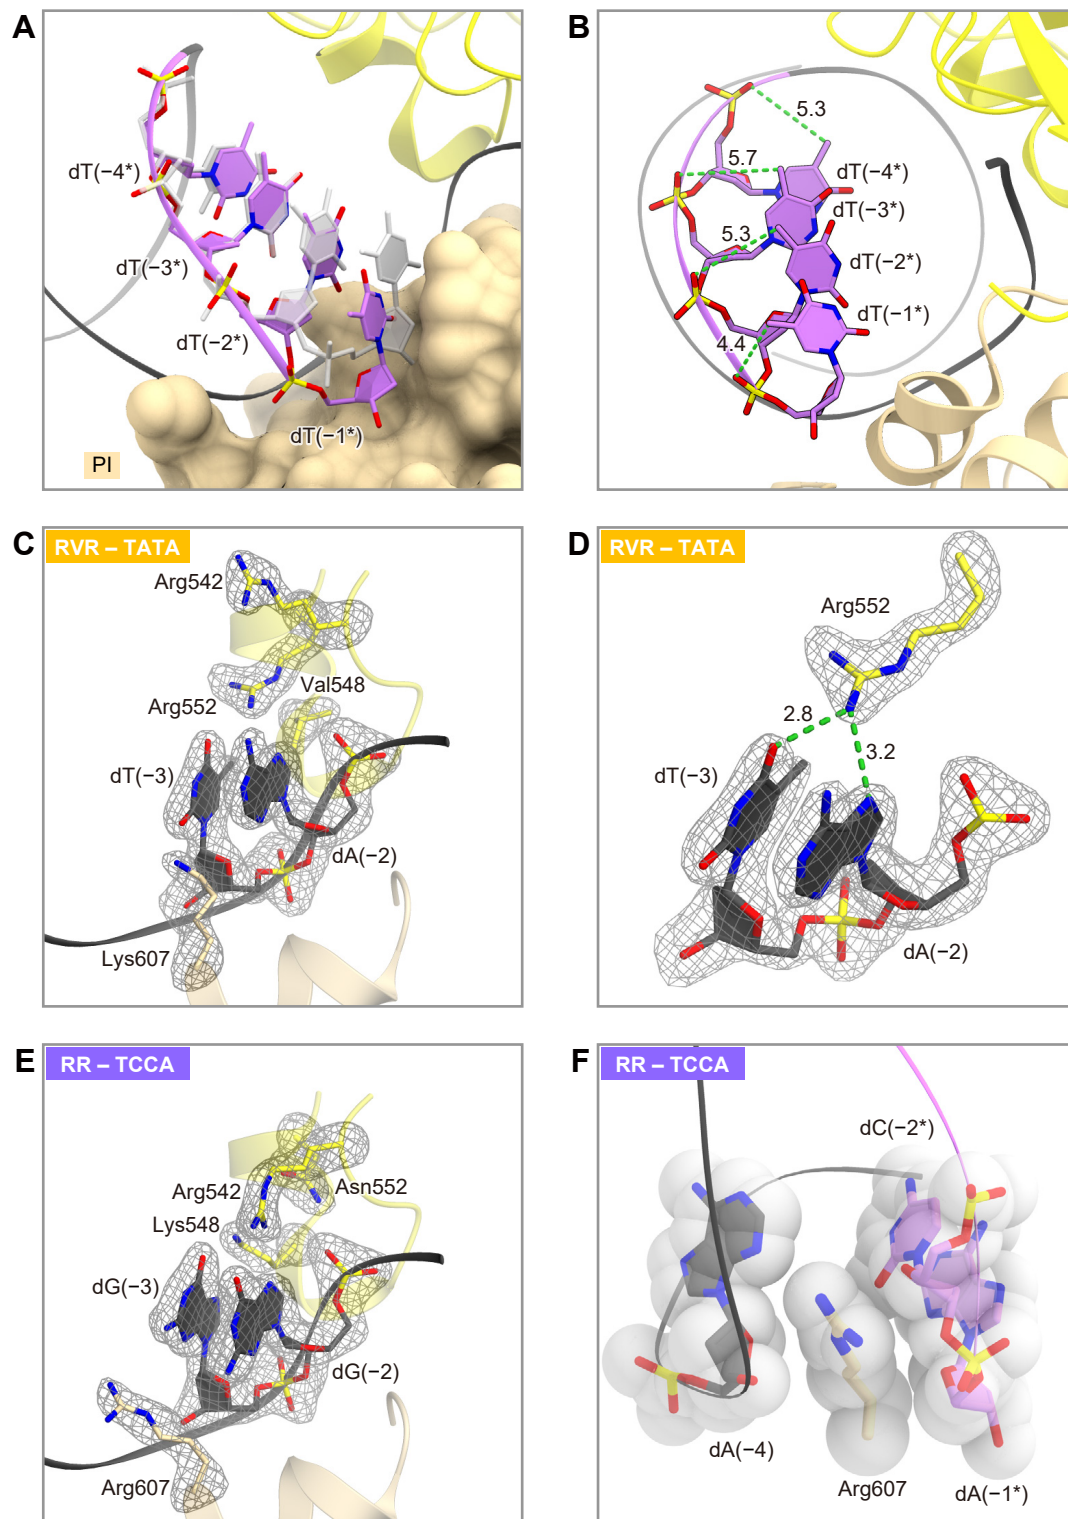 A
dT(−4*)
dT(−3*)
dT(−2*)
dT(−1*)
PI
B
5.3
5.7
dT(−4*)
dT(−3*)
5.3
dT(−2*)
dT(−1*)
4.4
C
RVR – TATA
Arg542
Val548
Arg552
dT(−3)
dA(−2)
Lys607
D
RVR – TATA
Arg552
2.8
3.2
dT(−3)
dA(−2)
E
RR – TCCA
Arg542
Asn552
Lys548
dG(−3)
dG(−2)
Arg607
F
RR – TCCA
dC(−2*)
dA(−4)
Arg607
dA(−1*)